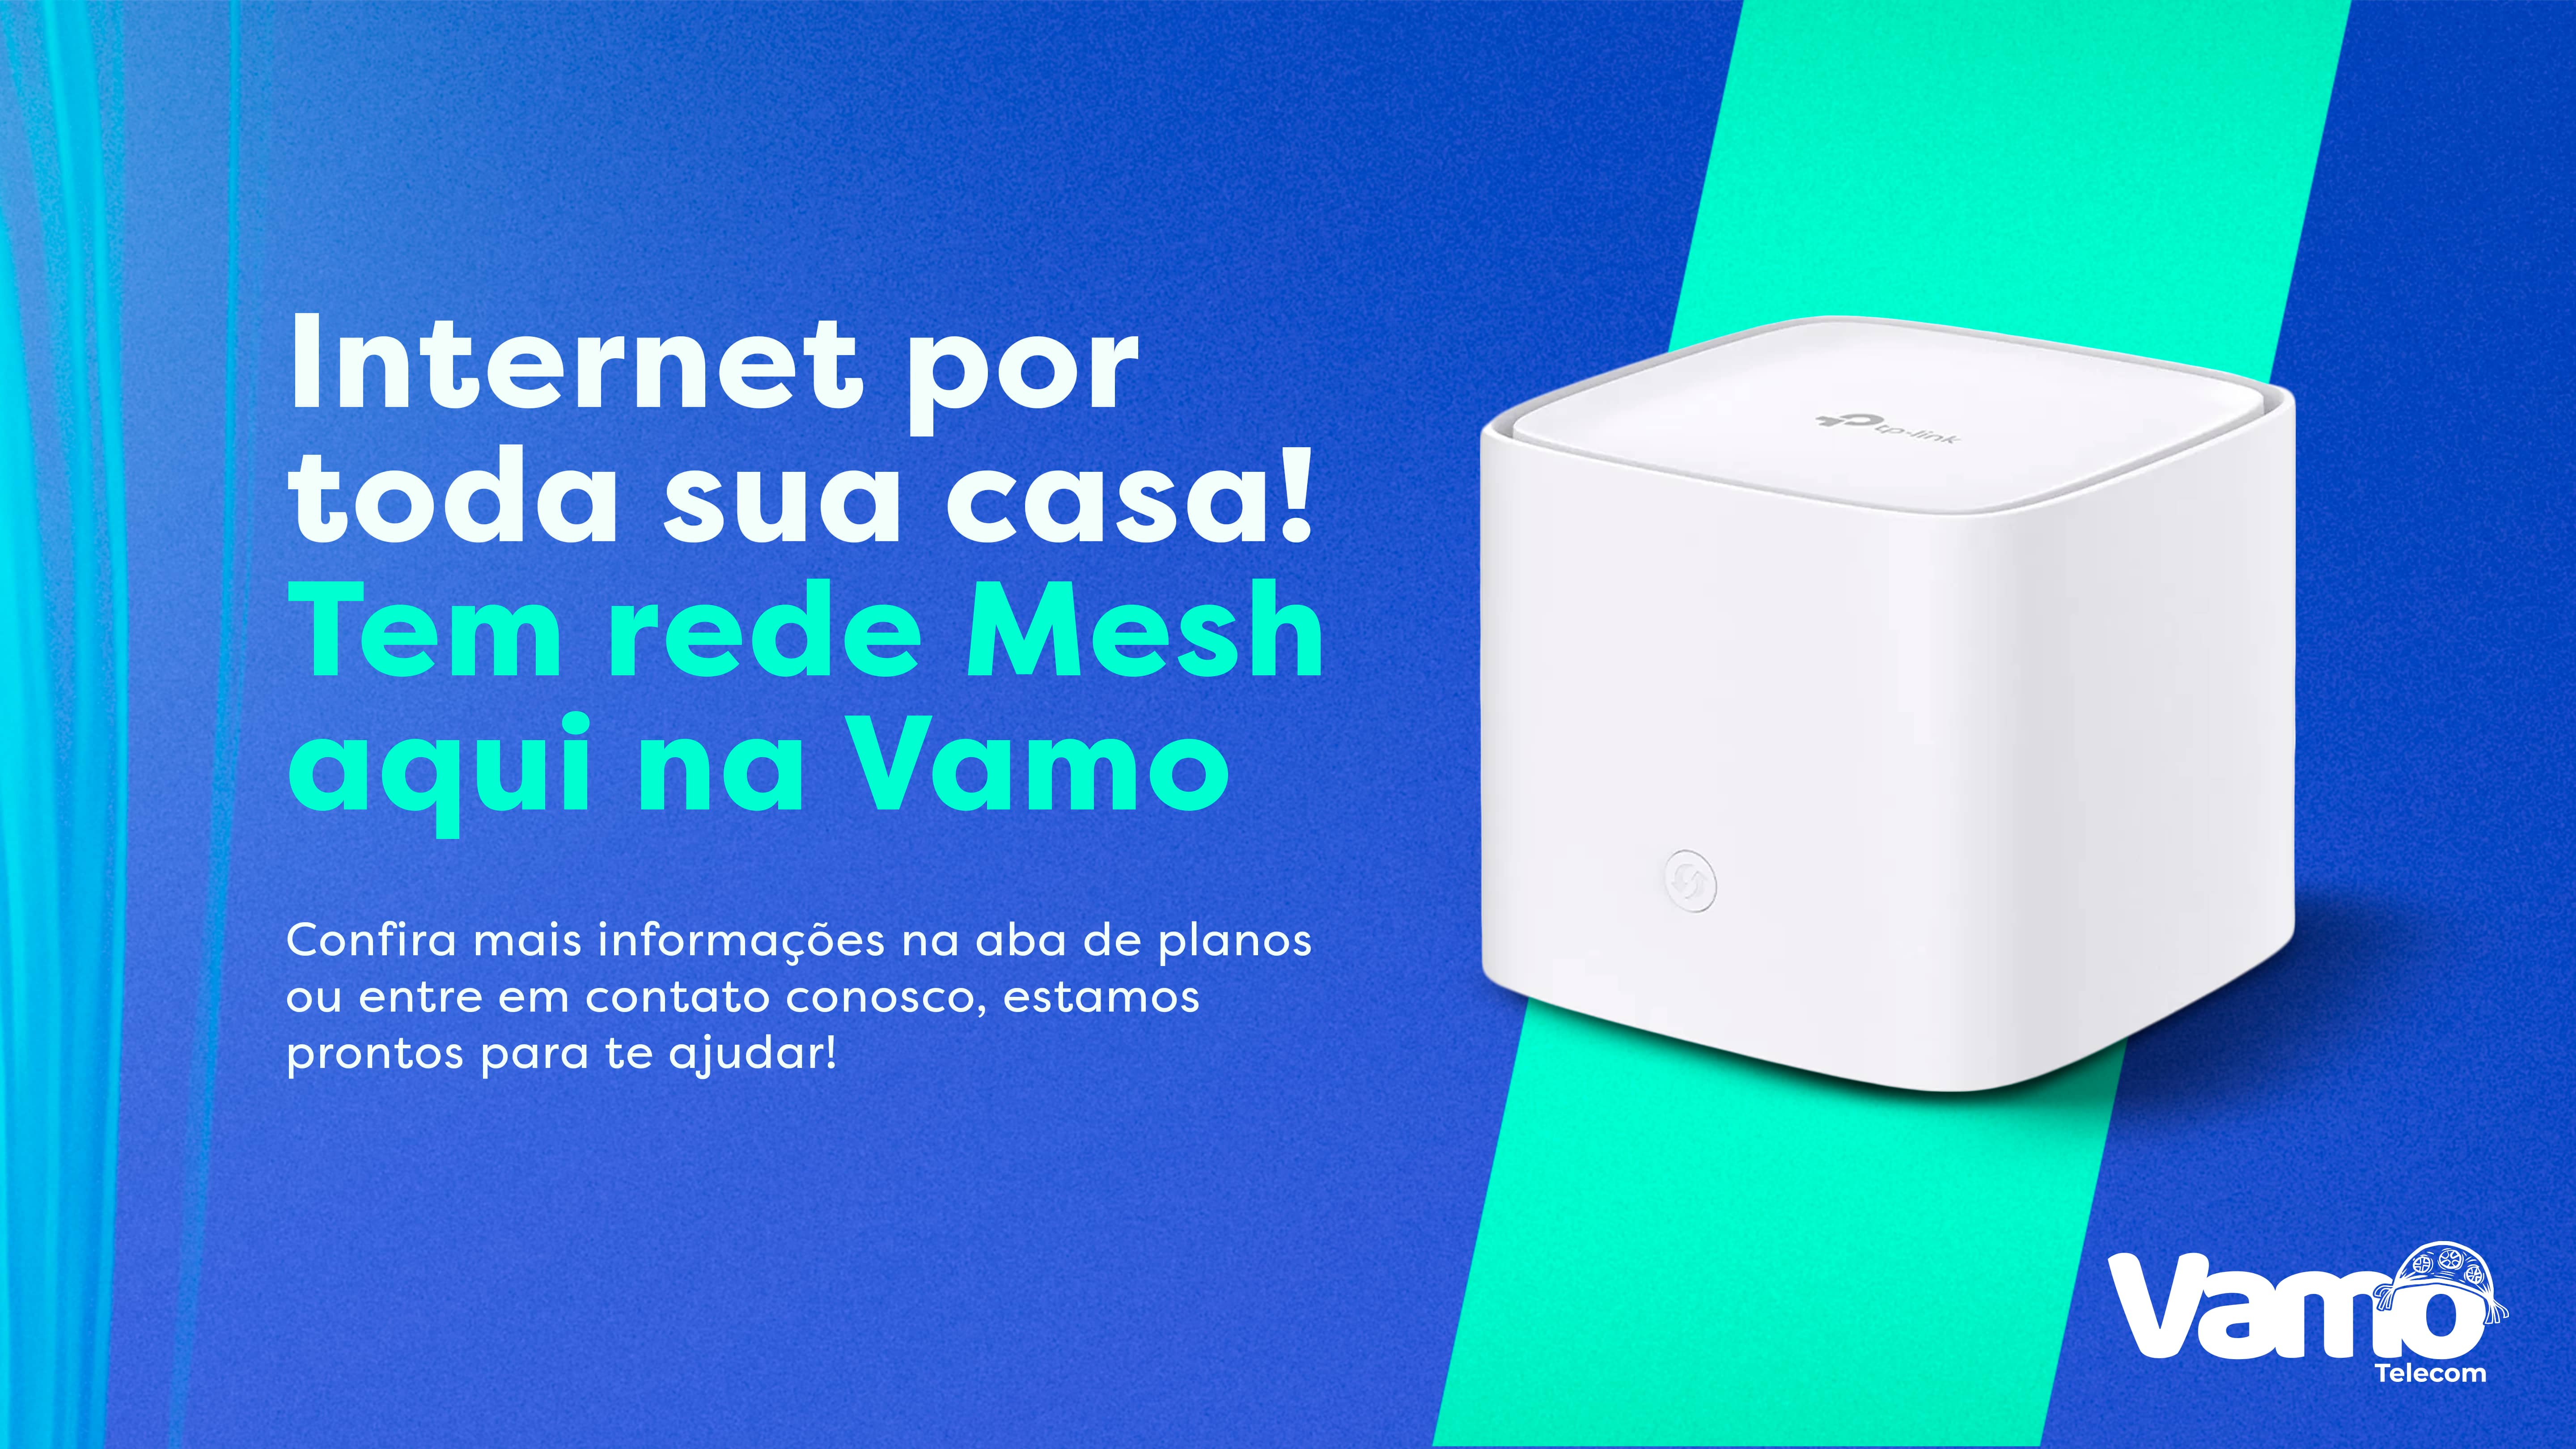 Internet por
toda sua casa!
Tem rede Mesh
aqui na Vamo
Confira mais informações na aba de planos
ou entre em contato conosco, estamos
prontos para te ajudar!
tp-link
Vamo
Telecom